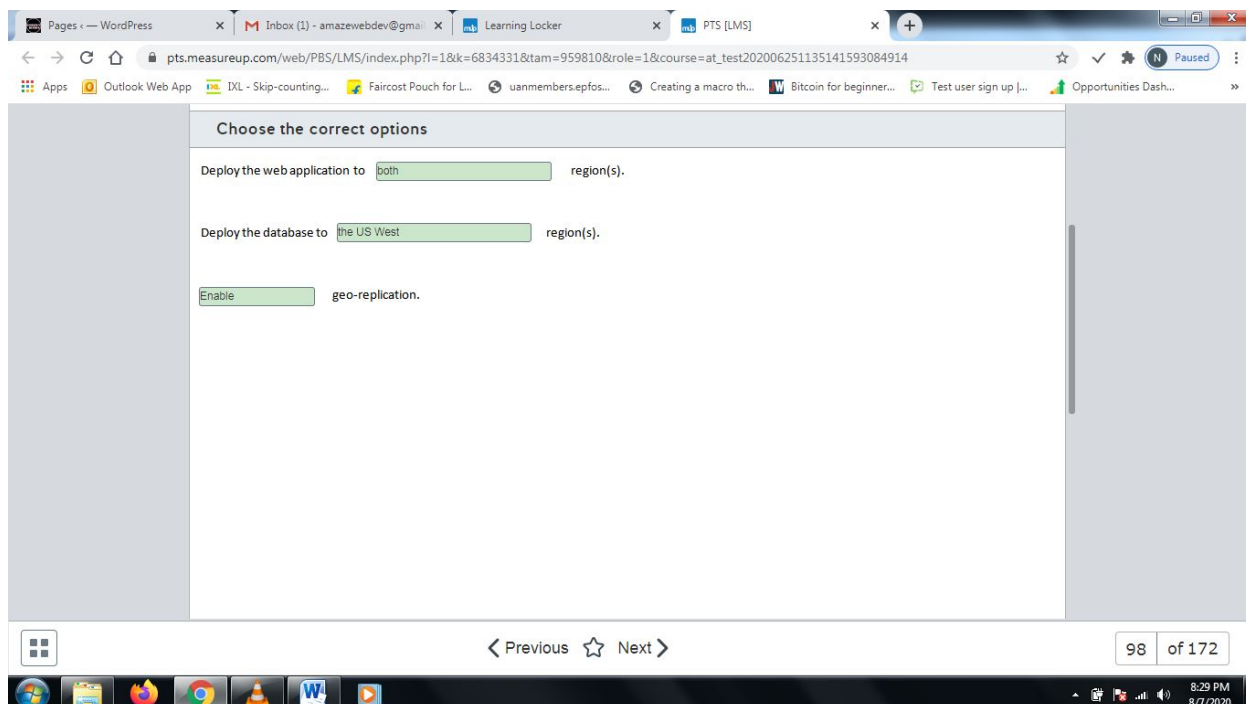 Pages ‹ — WordPress
Inbox (1) - amazewebdev@gmail
Learning Locker
PTS [LMS]
pts.measureup.com/web/PBS/LMS/index.php?l=1&k=6834331&tam=959810&role=1&course=at_test202006251135141593084914
N Paused
Apps Outlook Web App IXL - Skip-counting... Faircost Pouch for L... uanmembers.epfos... Creating a macro th... Bitcoin for beginner... Test user sign up |... Opportunities Dash... »
Choose the correct options
Deploy the web application to both region(s).
Deploy the database to the US West region(s).
Enable geo-replication.
Previous Next
98 of 172
8:29 PM
8/7/2020